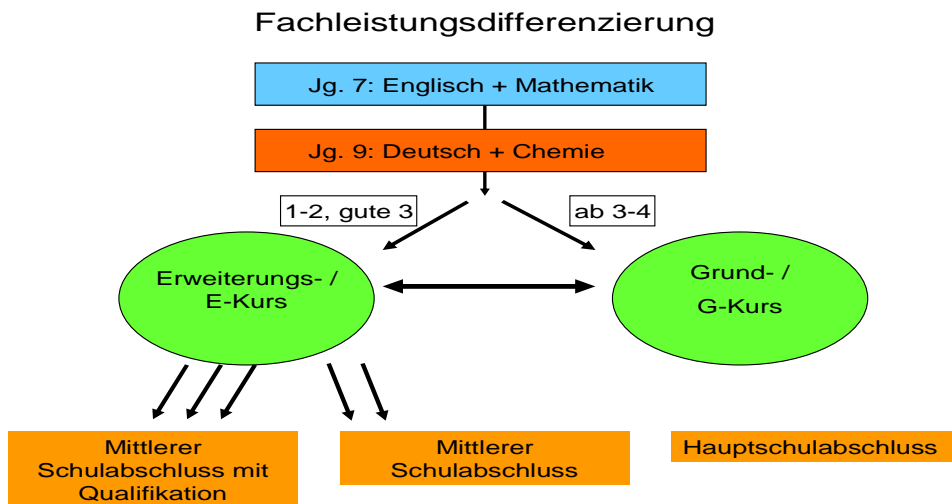 Fachleistungsdifferenzierung
Jg. 7: Englisch + Mathematik
Jg. 9: Deutsch + Chemie
1-2, gute 3
ab 3-4
Erweiterungs- /
E-Kurs
Grund- /
G-Kurs
Mittlerer
Schulabschluss mit
Qualifikation
Mittlerer
Schulabschluss
Hauptschulabschluss